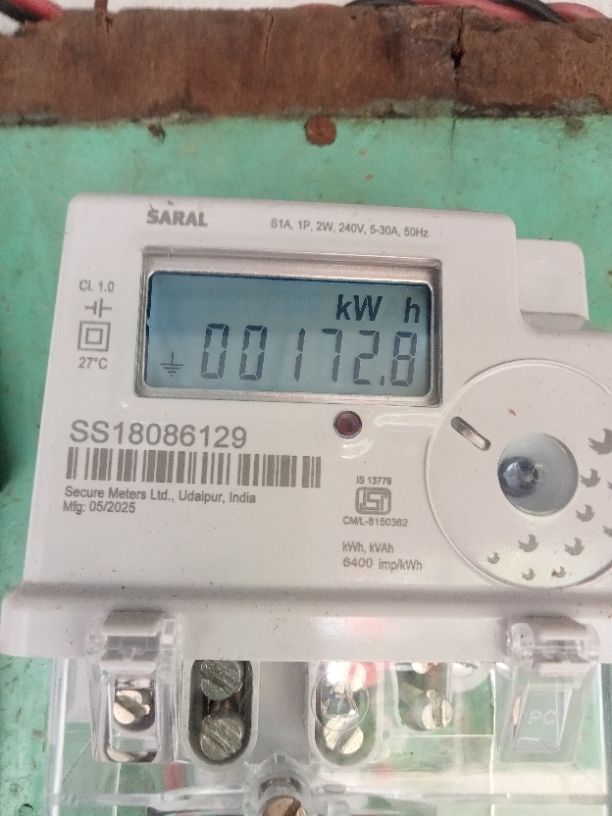 SARAL
S1A, 1P, 2W, 240V, 5-30A, 50Hz
Cl. 1.0
27°C
kW h
00172.8
SS18086129
Secure Meters Ltd., Udaipur, India
Mfg: 05/2025
IS 13779
ISI
CM/L-8150362
kWh, kVAh
6400 imp/kWh
PC